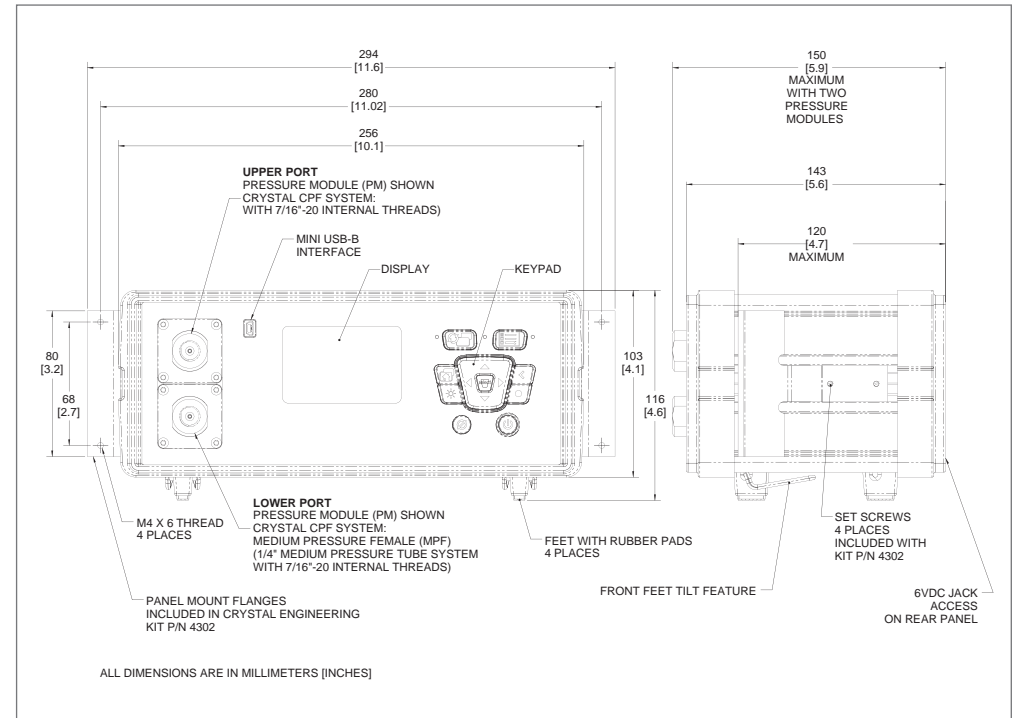 294
[11.6]
280
[11.02]
256
[10.1]
150
[5.9]
MAXIMUM
WITH TWO
PRESSURE
MODULES
143
[5.6]
120
[4.7]
MAXIMUM
UPPER PORT
PRESSURE MODULE (PM) SHOWN
CRYSTAL CPF SYSTEM:
WITH 7/16"-20 INTERNAL THREADS)
MINI USB-B
INTERFACE
DISPLAY
KEYPAD
80
[3.2]
68
[2.7]
103
[4.1]
116
[4.6]
M4 X 6 THREAD
4 PLACES
LOWER PORT
PRESSURE MODULE (PM) SHOWN
CRYSTAL CPF SYSTEM:
MEDIUM PRESSURE FEMALE (MPF)
(1/4" MEDIUM PRESSURE TUBE SYSTEM
WITH 7/16"-20 INTERNAL THREADS)
FEET WITH RUBBER PADS
4 PLACES
SET SCREWS
4 PLACES
INCLUDED WITH
KIT P/N 4302
FRONT FEET TILT FEATURE
6VDC JACK
ACCESS
ON REAR PANEL
PANEL MOUNT FLANGES
INCLUDED IN CRYSTAL ENGINEERING
KIT P/N 4302
ALL DIMENSIONS ARE IN MILLIMETERS [INCHES]